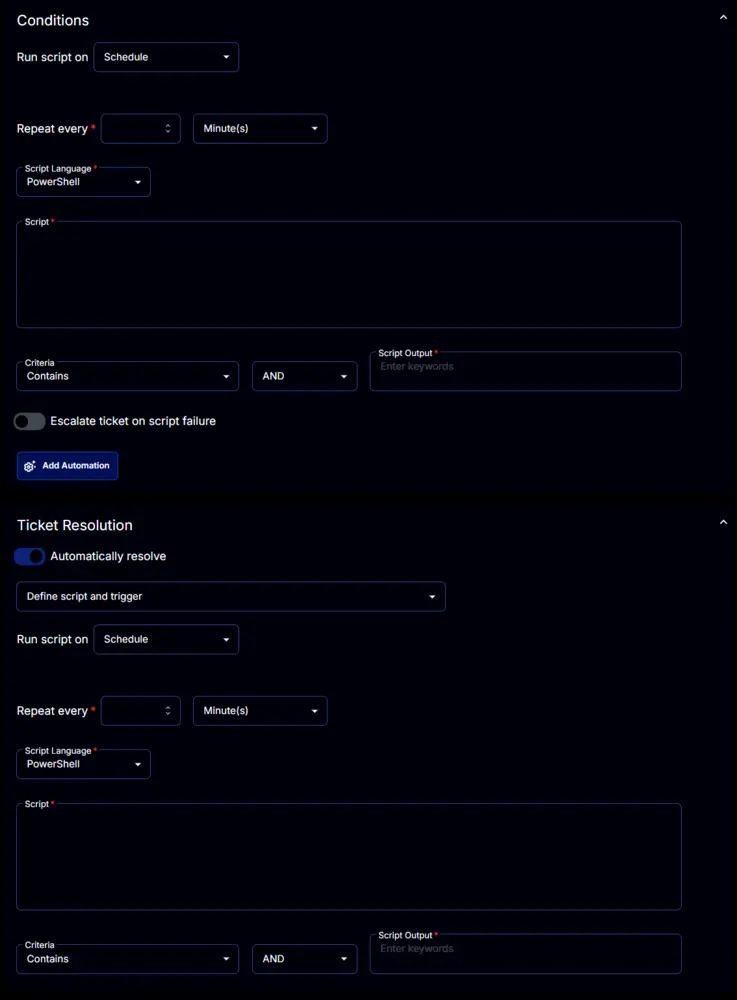 Conditions
Run script on Schedule
Repeat every * Minute(s)
Script Language *
PowerShell
Script *
Criteria Script Output *
Contains AND Enter keywords
Escalate ticket on script failure
Add Automation
Ticket Resolution
Automatically resolve
Define script and trigger
Run script on Schedule
Repeat every * Minute(s)
Script Language *
PowerShell
Script *
Criteria Script Output *
Contains AND Enter keywords